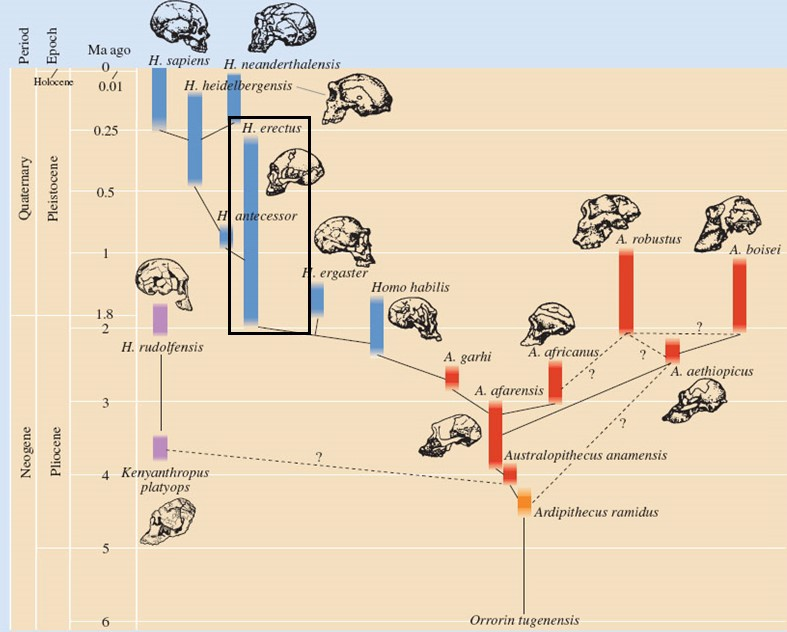 Period
Epoch
Ma ago
H. sapiens
H. neanderthalensis
0
Holocene
0.01
H. heidelbergensis
0.25
H. erectus
Quaternary
Pleistocene
0.5
H. antecessor
A. robustus
A. boisei
1
H. ergaster
Homo habilis
1.8
2
?
H. rudolfensis
A. garhi
A. africanus
?
A. aethiopicus
?
A. afarensis
3
?
Neogene
Pliocene
?
Australopithecus anamensis
4
Kenyanthropus
platyops
Ardipithecus ramidus
5
6
Orrorin tugenensis